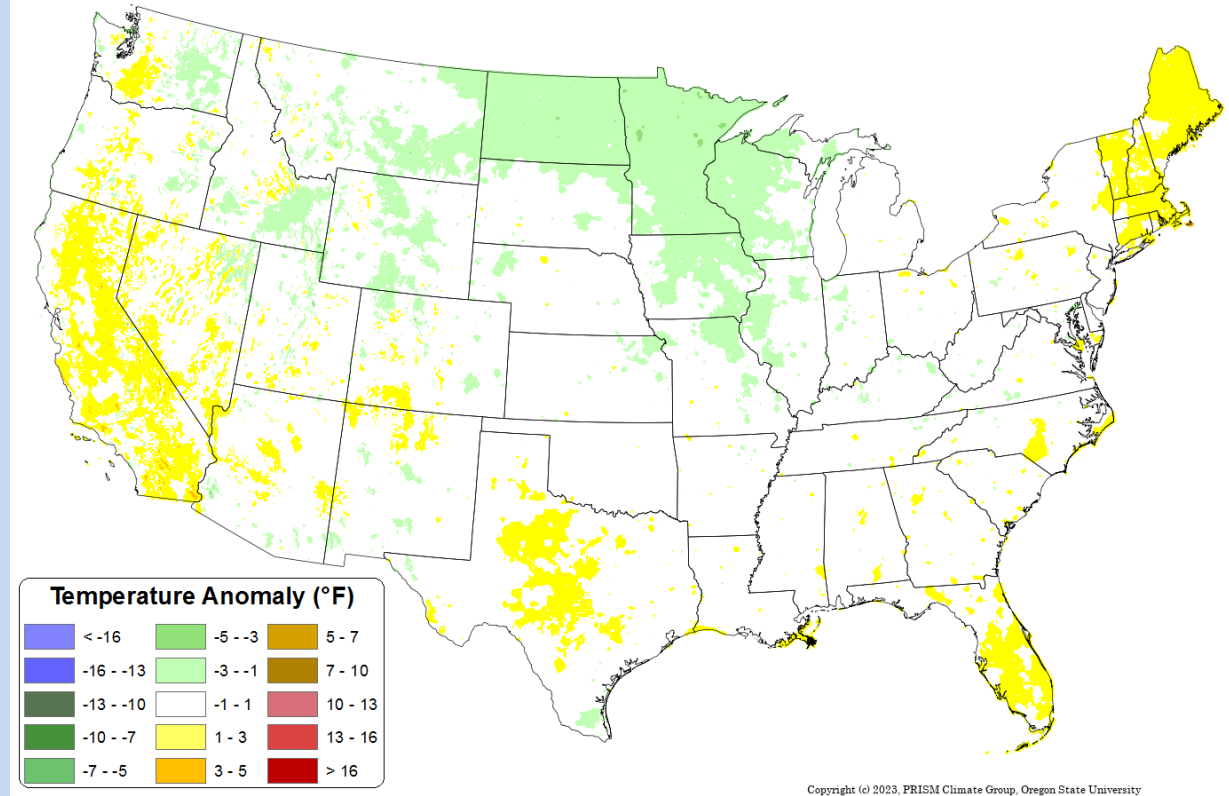 Temperature Anomaly (°F)
< -16 -5 - -3 5 - 7
-16 - -13 -3 - -1 7 - 10
-13 - -10 -1 - 1 10 - 13
-10 - -7 1 - 3 13 - 16
-7 - -5 3 - 5 > 16
Copyright (c) 2023, PRISM Climate Group, Oregon State University